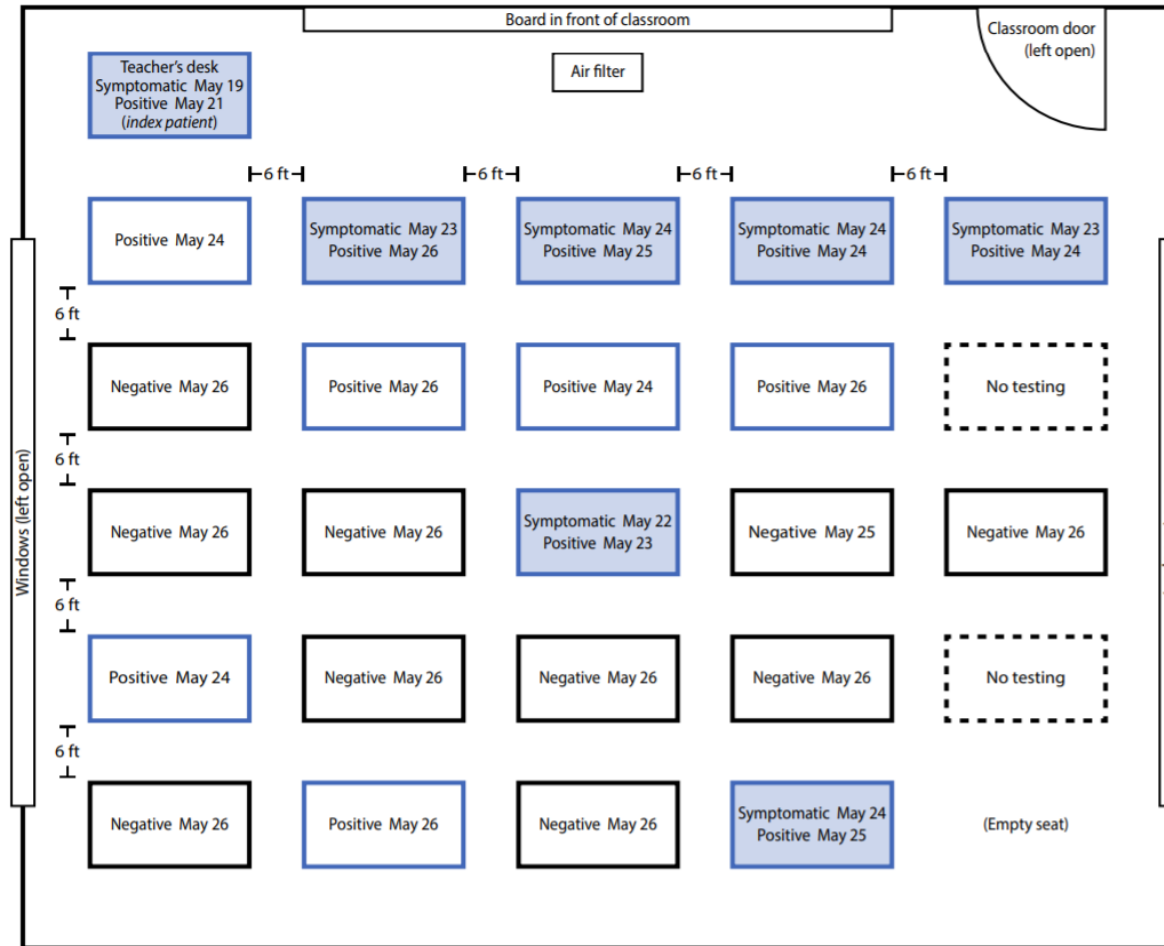 Board in front of classroom
Classroom door
(left open)
Teacher's desk
Symptomatic May 19
Positive May 21
(index patient)
Air filter
6 ft
6 ft
6 ft
6 ft
Positive May 24
Symptomatic May 23
Positive May 26
Symptomatic May 24
Positive May 25
Symptomatic May 24
Positive May 24
Symptomatic May 23
Positive May 24
6 ft
Negative May 26
Positive May 26
Positive May 24
Positive May 26
No testing
6 ft
Windows (left open)
Negative May 26
Negative May 26
Symptomatic May 22
Positive May 23
Negative May 25
Negative May 26
6 ft
Positive May 24
Negative May 26
Negative May 26
Negative May 26
No testing
6 ft
Negative May 26
Positive May 26
Negative May 26
Symptomatic May 24
Positive May 25
(Empty seat)